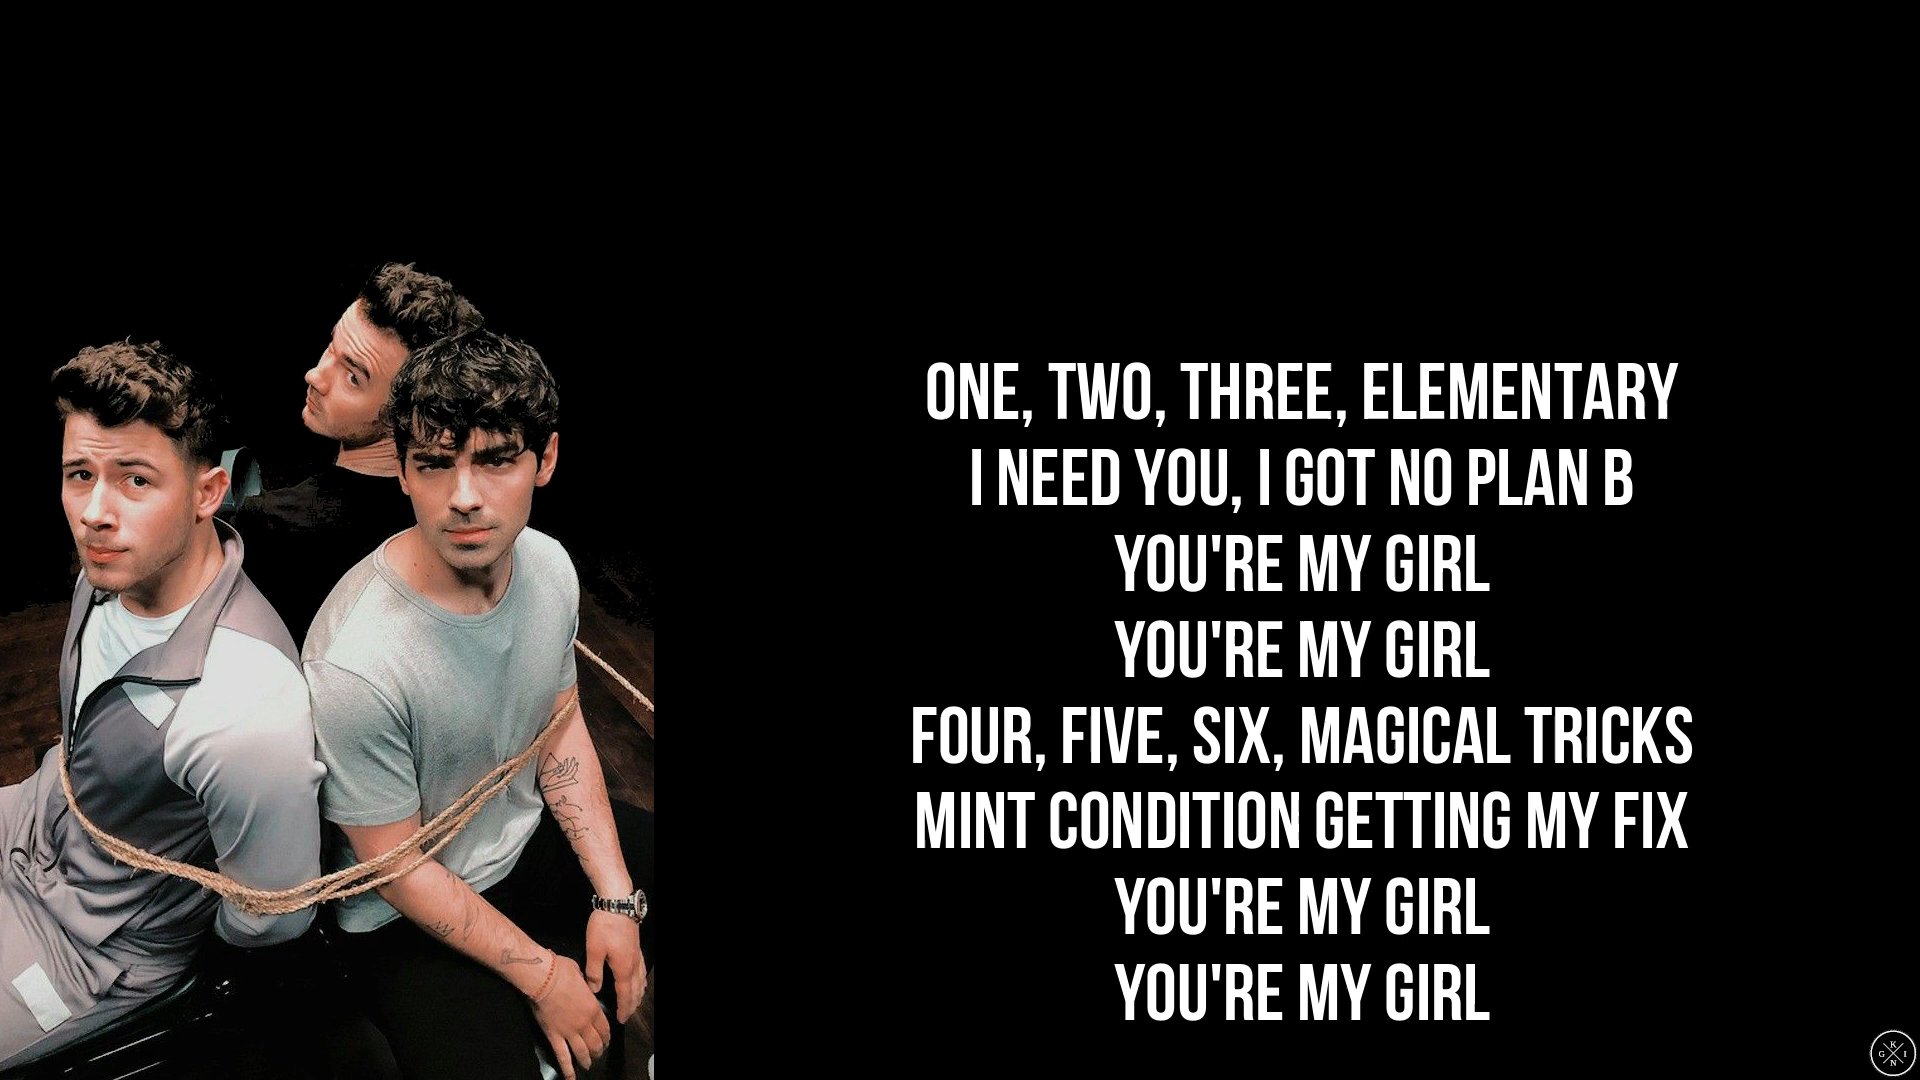 ONE, TWO, THREE, ELEMENTARY
I NEED YOU, I GOT NO PLAN B
YOU'RE MY GIRL
YOU'RE MY GIRL
FOUR, FIVE, SIX, MAGICAL TRICKS
MINT CONDITION GETTING MY FIX
YOU'RE MY GIRL
YOU'RE MY GIRL
K
G I
N